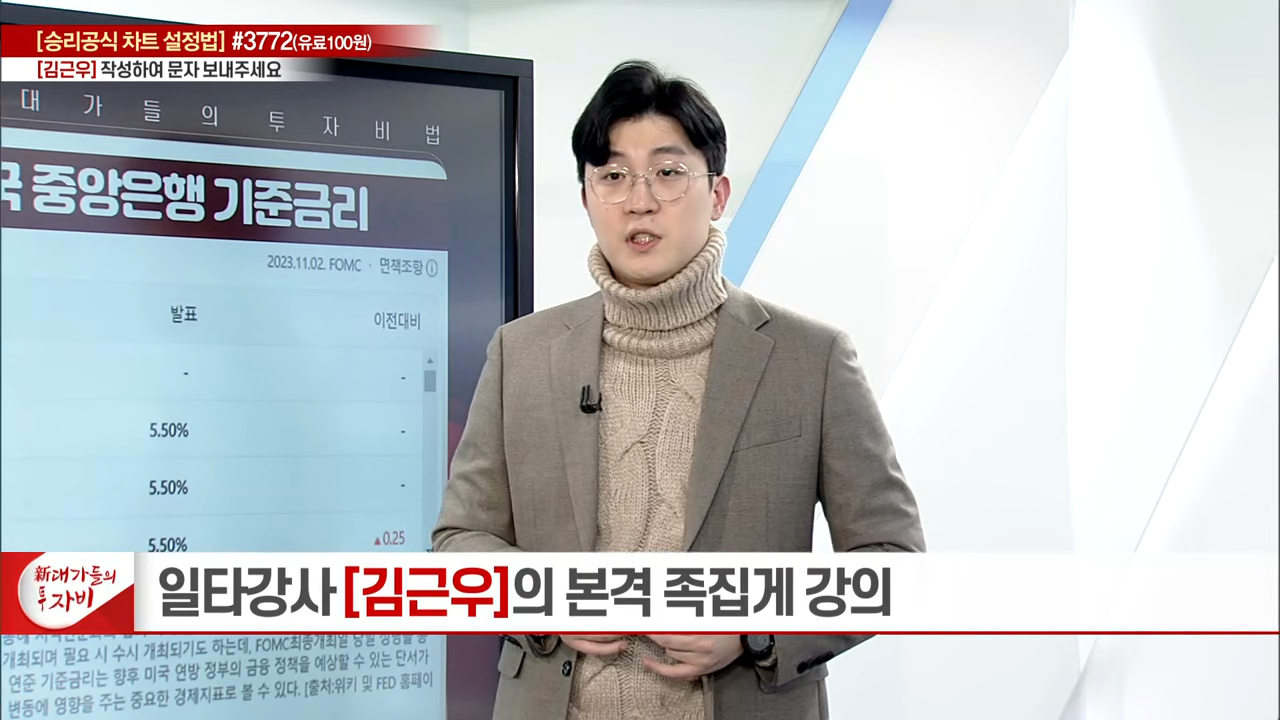 [승리공식 차트 설정법] #3772(유료100원)
[김근우] 작성하여 문자 보내주세요
대 가 들 의 투 자 비 법
국 중앙은행 기준금리
2023.11.02. FOMC · 면책조항 ⓘ
발표 이전대비
- -
5.50% -
5.50% -
5.50% ▲0.25
新대가들의
투자비
일타강사 [김근우]의 본격 족집게 강의
개최되며 필요 시 수시 개최되기도 하는데, FOMC최종개최일 당일
연준 기준금리는 향후 미국 연방 정부의 금융 정책을 예상할 수 있는 단서가
변동에 영향을 주는 중요한 경제지표로 볼 수 있다. [출처:위키 및 FED 홈페이